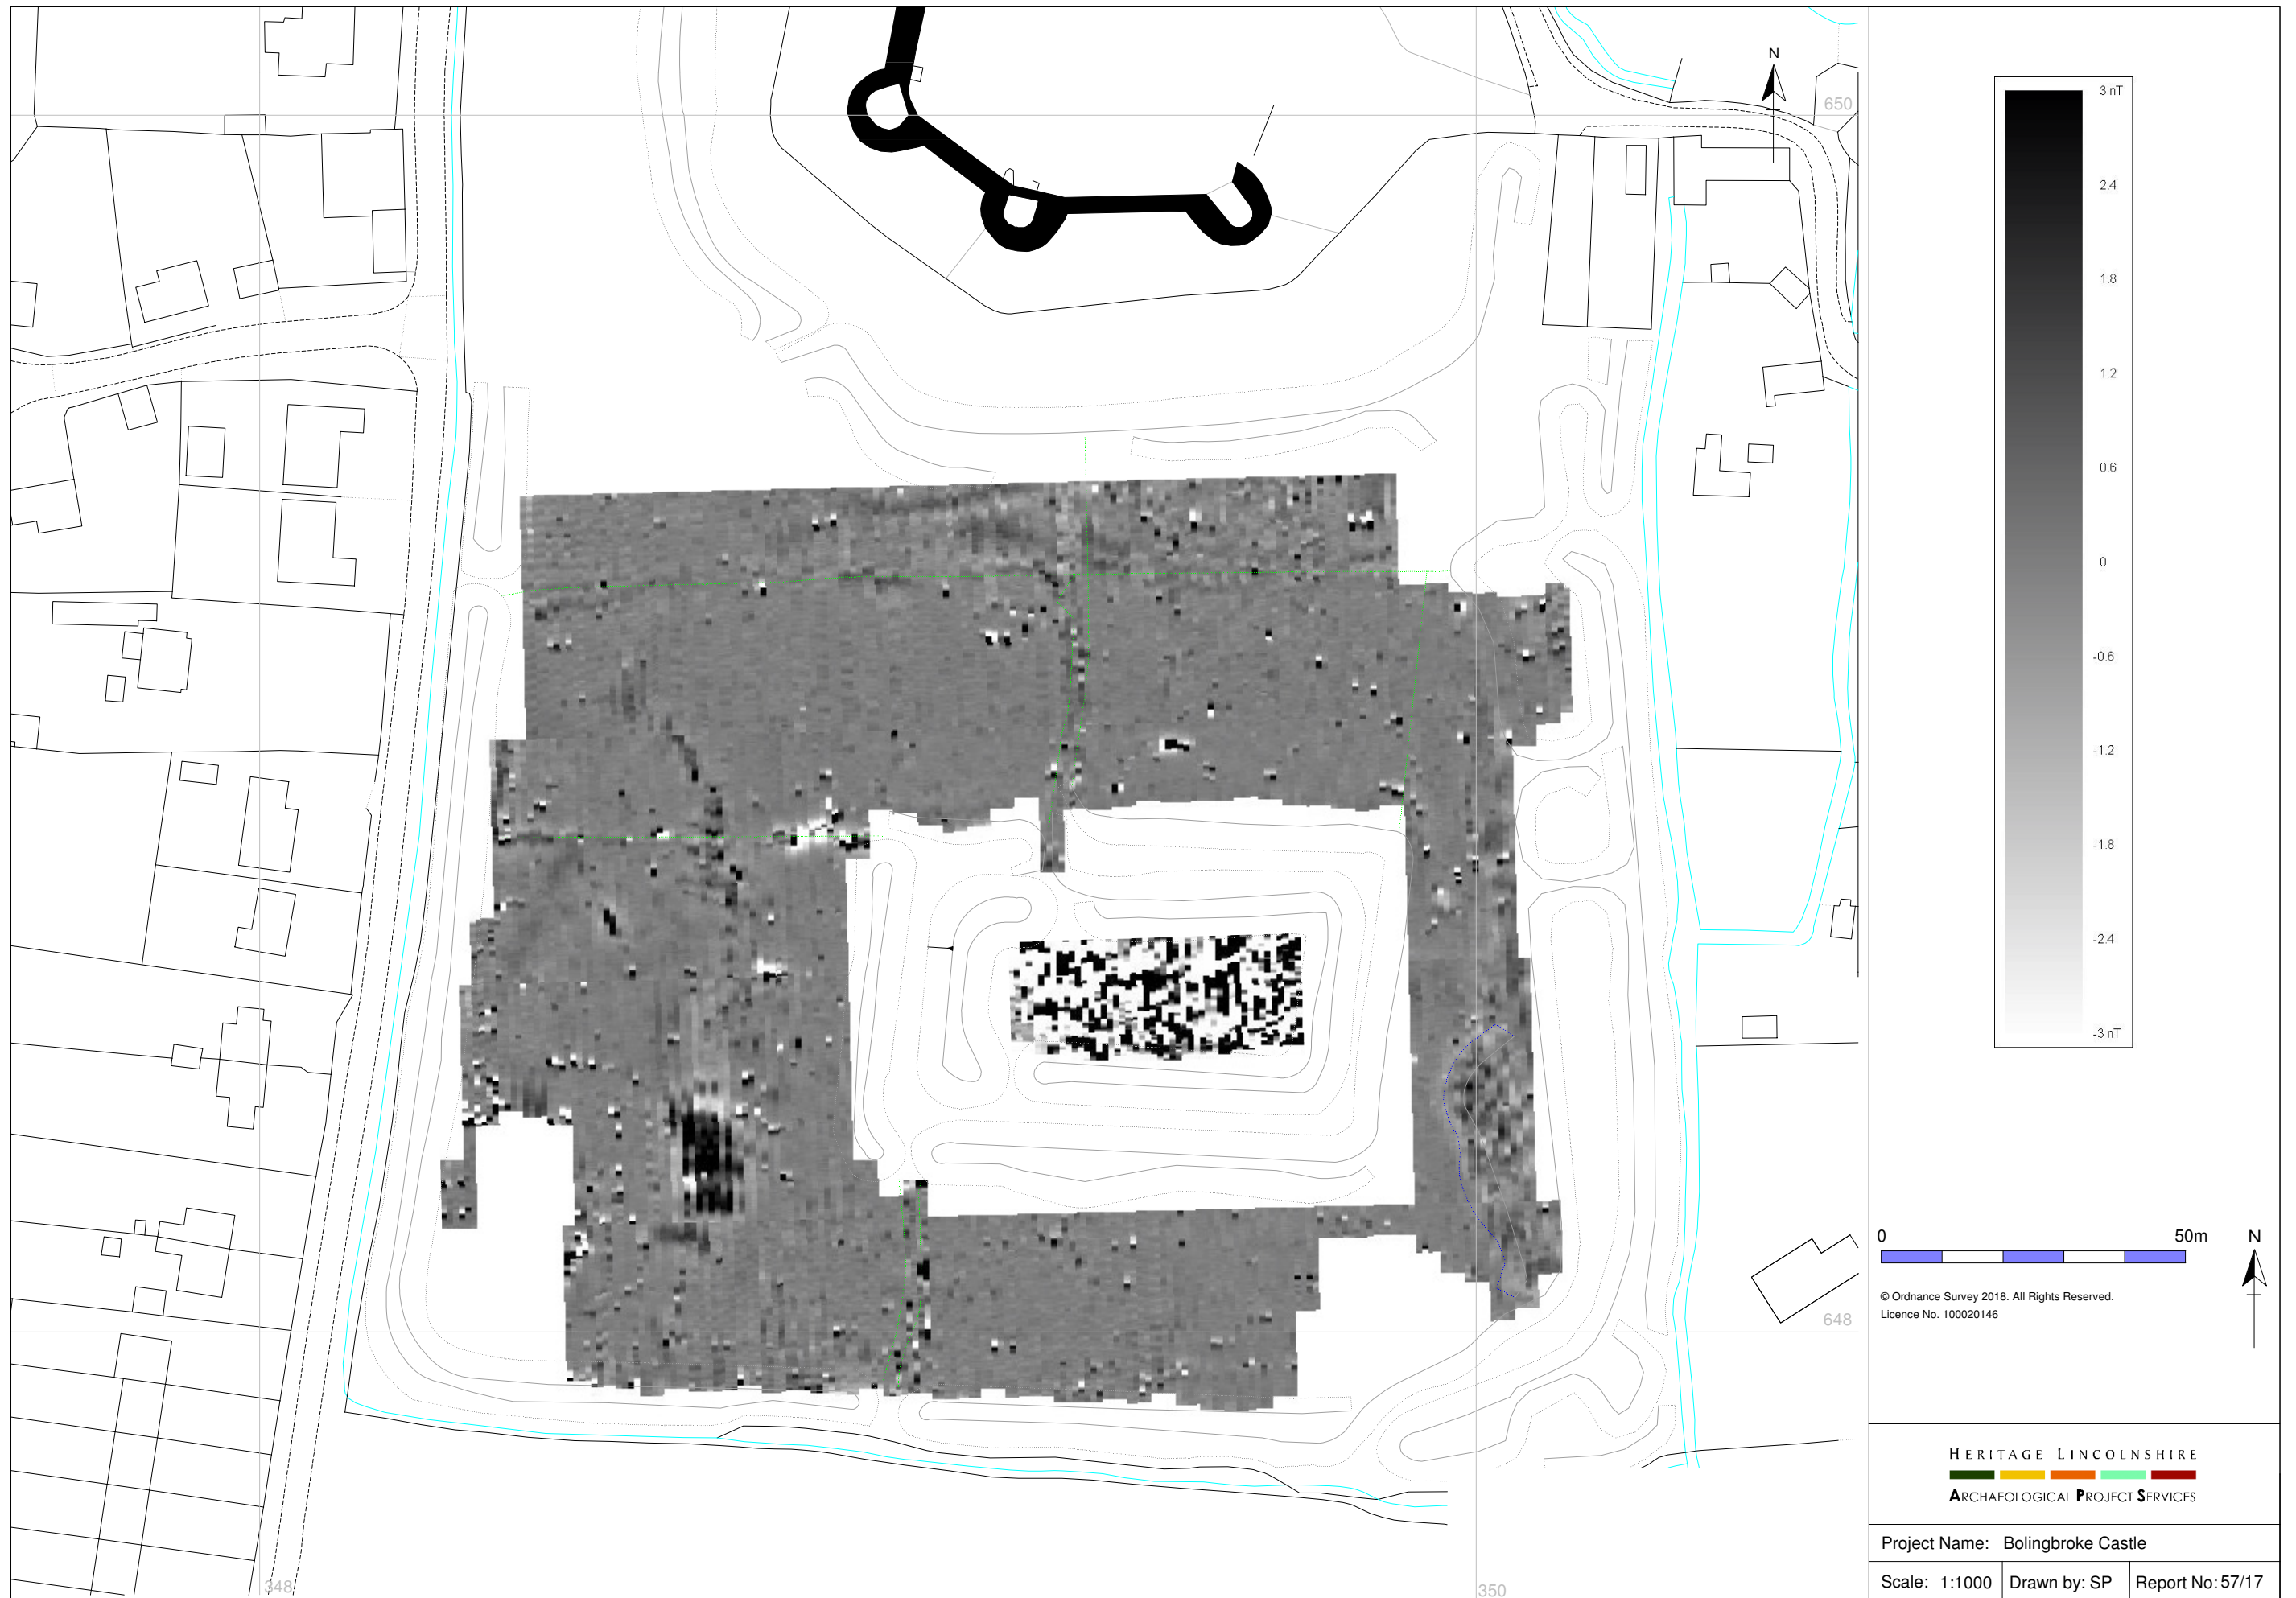 N
650
648
348
350
3 nT
2.4
1.8
1.2
0.6
0
-0.6
-1.2
-1.8
-2.4
-3 nT
0 50m
N
© Ordnance Survey 2018. All Rights Reserved.
Licence No. 100020146
HERITAGE LINCOLNSHIRE
ARCHAEOLOGICAL PROJECT SERVICES
Project Name: Bolingbroke Castle
Scale: 1:1000 Drawn by: SP Report No: 57/17